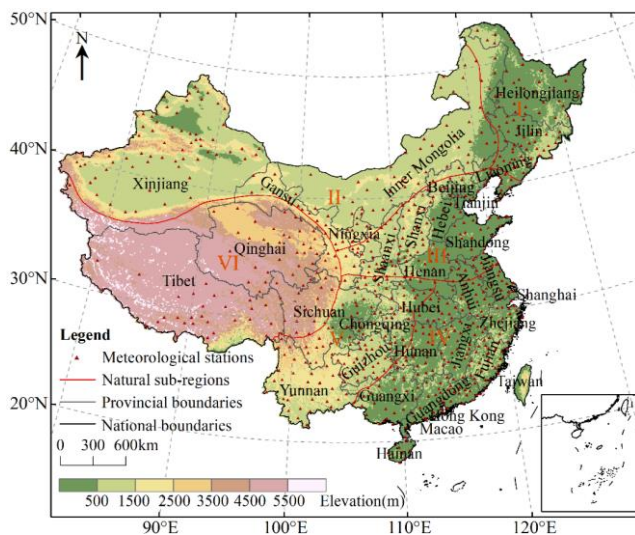 50°N
N
Heilongjiang
I
Jilin
40°N
Inner Mongolia
Liaoning
Xinjiang
Gansu
II
Beijing
Tianjin
Ningxia
Shanxi
Hebei
Shandong
Qinghai
Shaanxi
III
30°N
VI
Henan
Jiangsu
Tibet
Anhui
Shanghai
Sichuan
Hubei
Chongqing
Zhejiang
Legend
V
IV
Meteorological stations
Guizhou
Hunan
Jiangxi
Fujian
Natural sub-regions
Provincial boundaries
Yunnan
Guangxi
Guangdong
Taiwan
20°N
National boundaries
Hong Kong
Macao
0 300 600km
Hainan
500 1500 2500 3500 4500 5500 Elevation(m)
90°E 100°E 110°E 120°E